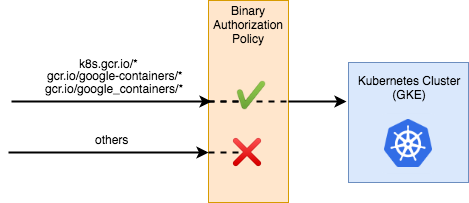 Binary
Authorization
Policy
k8s.gcr.io/*
gcr.io/google-containers/*
gcr.io/google_containers/*
others
Kubernetes Cluster
(GKE)